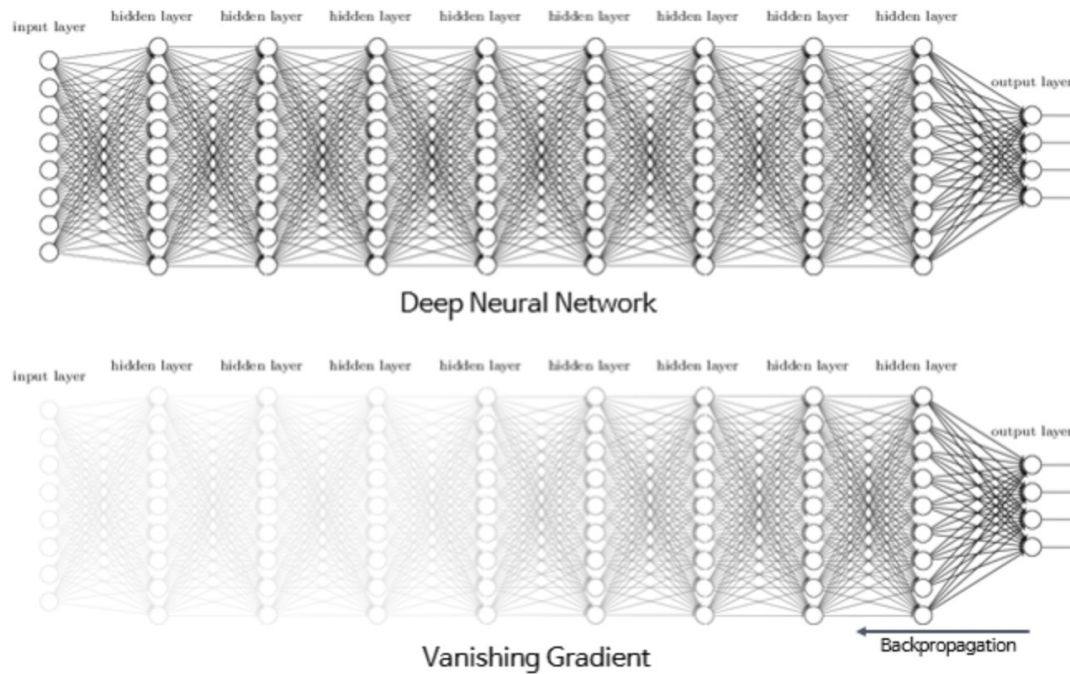 input layer
hidden layer hidden layer hidden layer hidden layer hidden layer hidden layer hidden layer hidden layer
output layer
Deep Neural Network
input layer
hidden layer hidden layer hidden layer hidden layer hidden layer hidden layer hidden layer hidden layer
output layer
Backpropagation
Vanishing Gradient